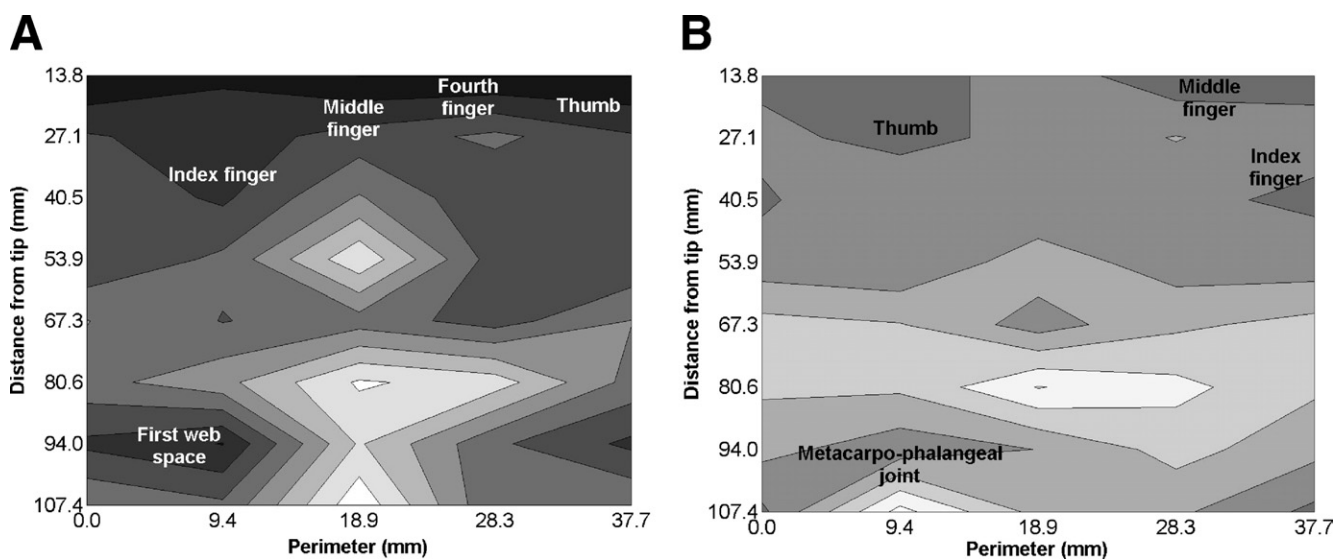 A
B
13.8
27.1
40.5
53.9
67.3
80.6
94.0
107.4
Distance from tip (mm)
Middle
finger
Fourth
finger
Thumb
Index finger
First web
space
0.0
9.4
18.9
28.3
37.7
Perimeter (mm)
13.8
27.1
40.5
53.9
67.3
80.6
94.0
107.4
Distance from tip (mm)
Thumb
Middle
finger
Index
finger
Metacarpo-phalangeal
joint
0.0
9.4
18.9
28.3
37.7
Perimeter (mm)